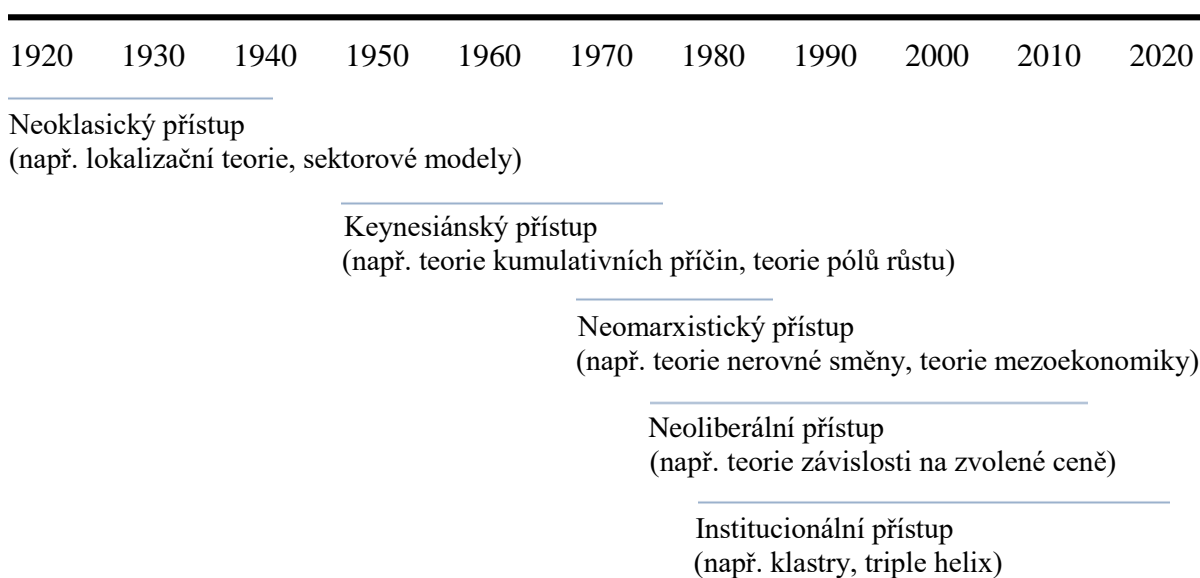 1920 1930 1940 1950 1960 1970 1980 1990 2000 2010 2020
Neoklasický přístup
(např. lokalizační teorie, sektorové modely)
Keynesiánský přístup
(např. teorie kumulativních příčin, teorie pólů růstu)
Neomarxistický přístup
(např. teorie nerovné směny, teorie mezoekonomiky)
Neoliberální přístup
(např. teorie závislosti na zvolené ceně)
Institucionální přístup
(např. klastry, triple helix)